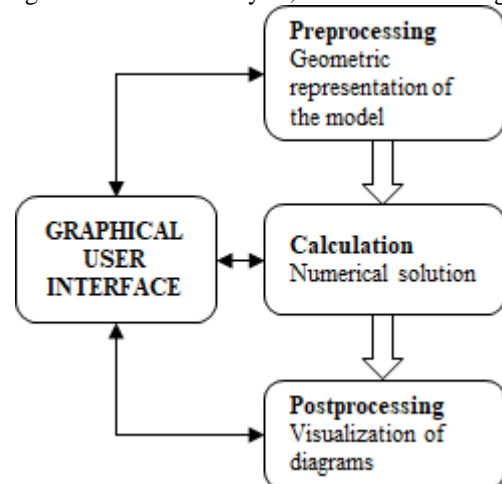 Preprocessing
Geometric
representation of
the model
GRAPHICAL
USER
INTERFACE
Calculation
Numerical solution
Postprocessing
Visualization of
diagrams